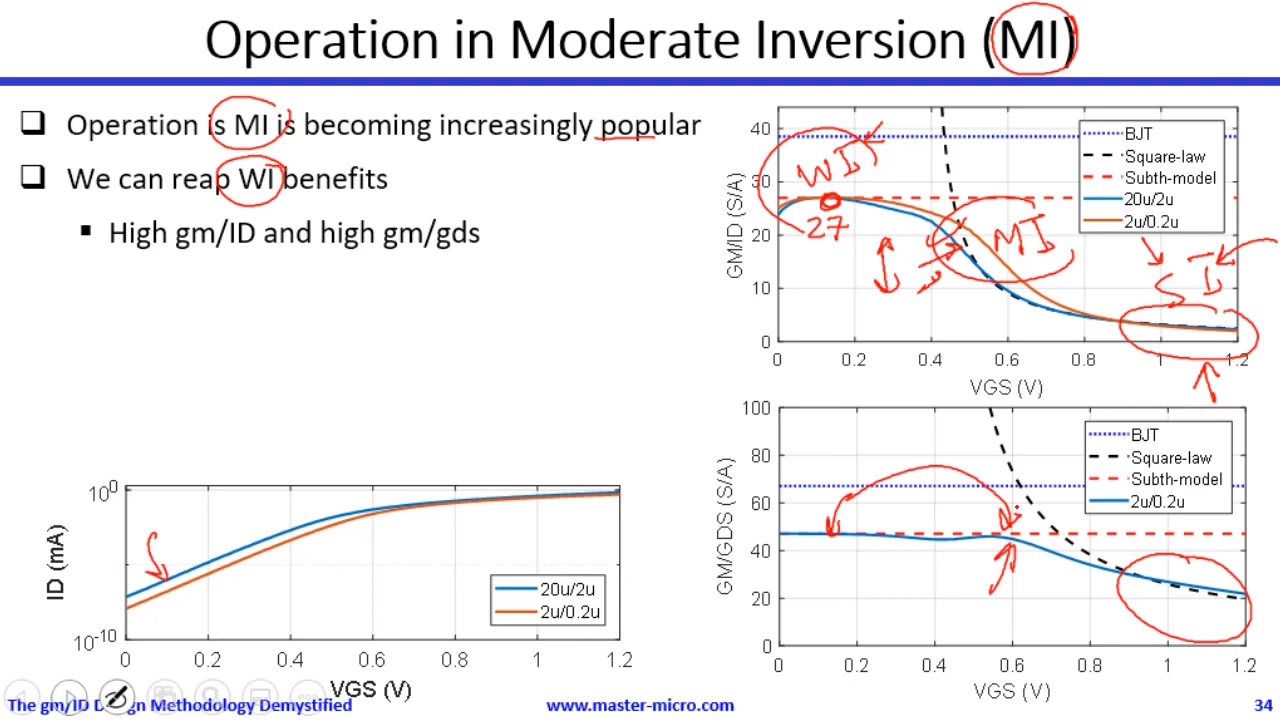 Operation in Moderate Inversion (MI)
Operation is MI is becoming increasingly popular
We can reap WI benefits
High gm/ID and high gm/gds
GM/ID (S/A)
40
30
20
10
0
0 0.2 0.4 0.6 0.8 1 1.2
VGS (V)
BJT
Square-law
Subth-model
20u/2u
2u/0.2u
WI
27
MI
SI
GM/GDS (S/A)
100
80
60
40
20
0
0 0.2 0.4 0.6 0.8 1 1.2
VGS (V)
BJT
Square-law
Subth-model
2u/0.2u
ID (mA)
10^0
10^-10
0 0.2 0.4 0.6 0.8 1 1.2
VGS (V)
20u/2u
2u/0.2u
The gm/ID Design Methodology Demystified
www.master-micro.com
34